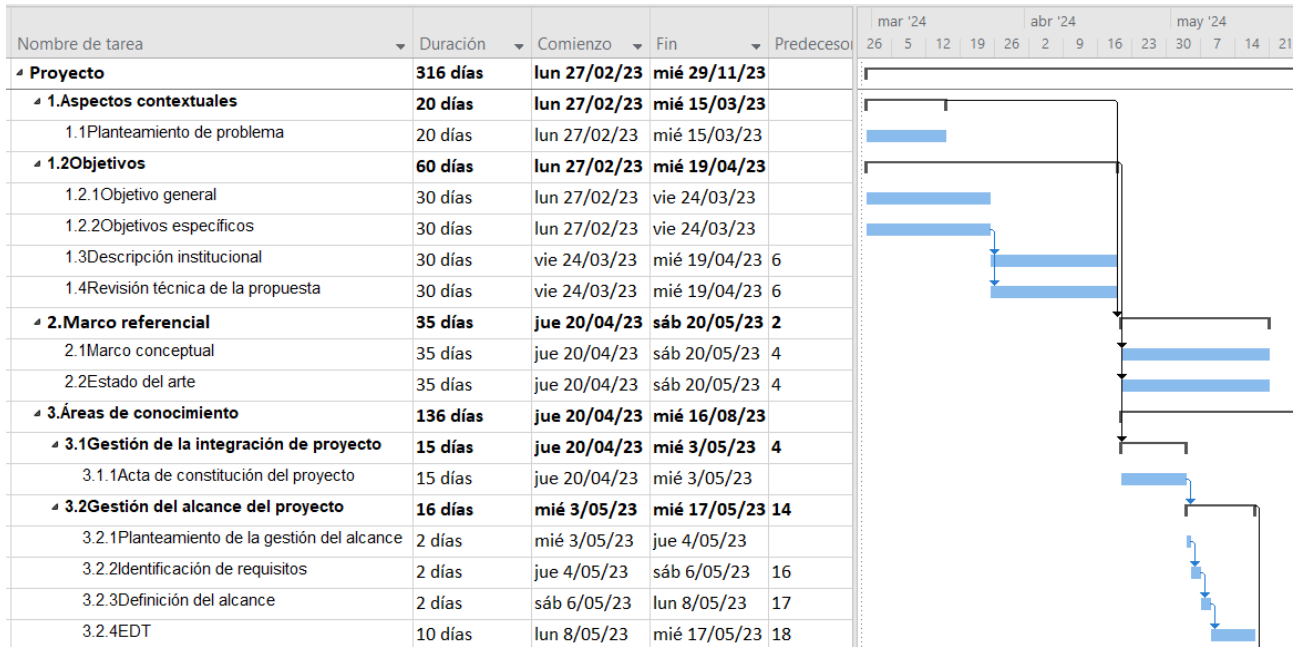 mar '24 abr '24 may '24
Nombre de tarea Duración Comienzo Fin Predecesor 26 5 12 19 26 2 9 16 23 30 7 14 21
Proyecto 316 días lun 27/02/23 mié 29/11/23
1.Aspectos contextuales 20 días lun 27/02/23 mié 15/03/23
1.1Planteamiento de problema 20 días lun 27/02/23 mié 15/03/23
1.2Objetivos 60 días lun 27/02/23 mié 19/04/23
1.2.1Objetivo general 30 días lun 27/02/23 vie 24/03/23
1.2.2Objetivos específicos 30 días lun 27/02/23 vie 24/03/23
1.3Descripción institucional 30 días vie 24/03/23 mié 19/04/23 6
1.4Revisión técnica de la propuesta 30 días vie 24/03/23 mié 19/04/23 6
2.Marco referencial 35 días jue 20/04/23 sáb 20/05/23 2
2.1Marco conceptual 35 días jue 20/04/23 sáb 20/05/23 4
2.2Estado del arte 35 días jue 20/04/23 sáb 20/05/23 4
3.Áreas de conocimiento 136 días jue 20/04/23 mié 16/08/23
3.1Gestión de la integración de proyecto 15 días jue 20/04/23 mié 3/05/23 4
3.1.1Acta de constitución del proyecto 15 días jue 20/04/23 mié 3/05/23
3.2Gestión del alcance del proyecto 16 días mié 3/05/23 mié 17/05/23 14
3.2.1Planteamiento de la gestión del alcance 2 días mié 3/05/23 jue 4/05/23
3.2.2Identificación de requisitos 2 días jue 4/05/23 sáb 6/05/23 16
3.2.3Definición del alcance 2 días sáb 6/05/23 lun 8/05/23 17
3.2.4EDT 10 días lun 8/05/23 mié 17/05/23 18